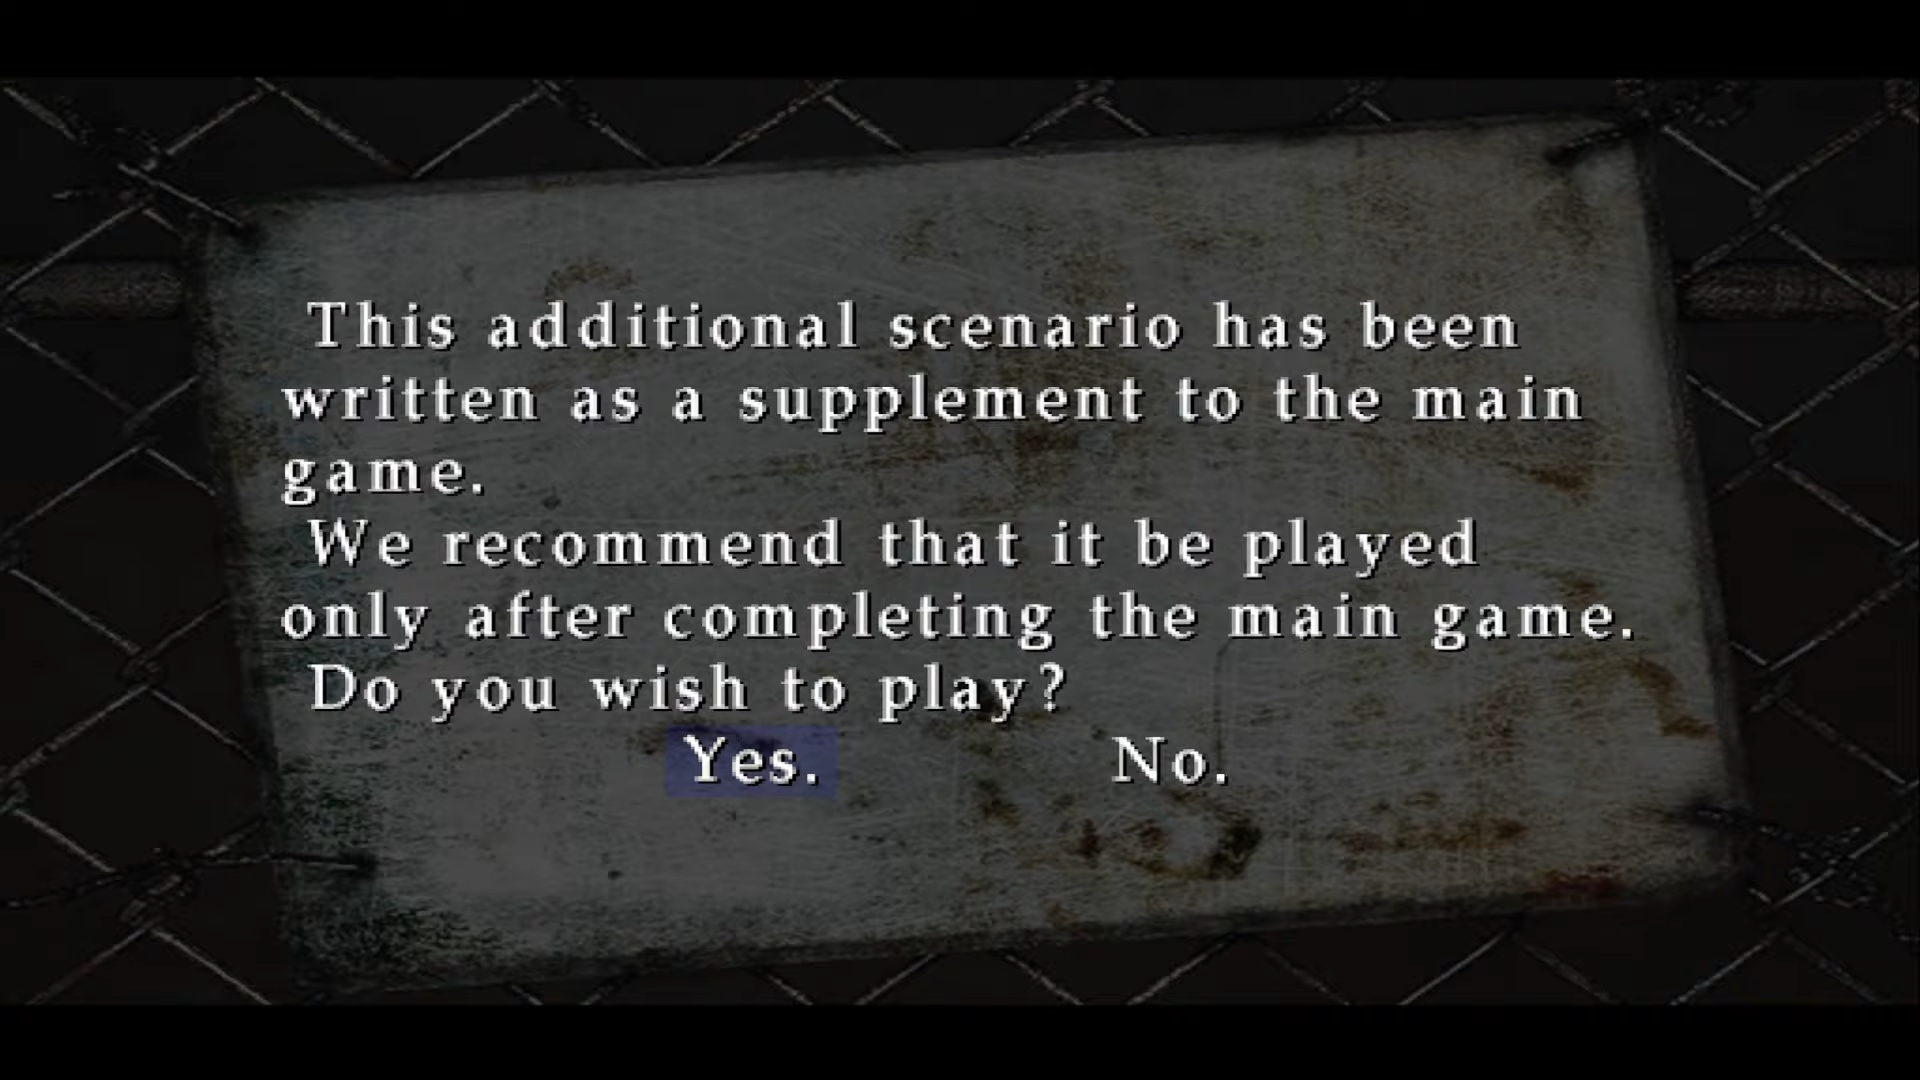 This additional scenario has been
written as a supplement to the main
game.
We recommend that it be played
only after completing the main game.
Do you wish to play?
Yes. No.